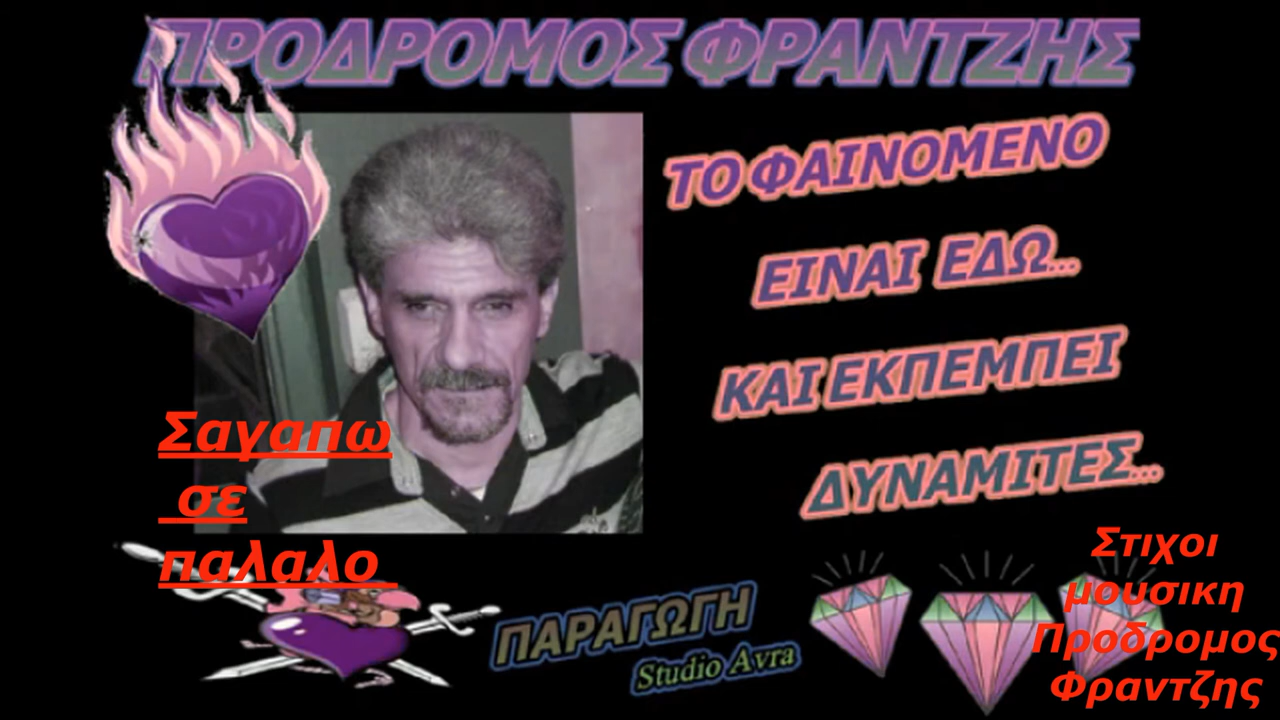 ΠΡΟΔΡΟΜΟΣ ΦΡΑΝΤΖΗΣ
ΤΟ ΦΑΙΝΟΜΕΝΟ
ΕΙΝΑΙ ΕΔΩ...
ΚΑΙ ΕΚΠΕΜΠΕΙ
ΔΥΝΑΜΙΤΕΣ...
Σαγαπω
σε
παλαλο
ΠΑΡΑΓΩΓΗ
Studio Avra
Στιχοι
μουσικη
Προδρομος
Φραντζης